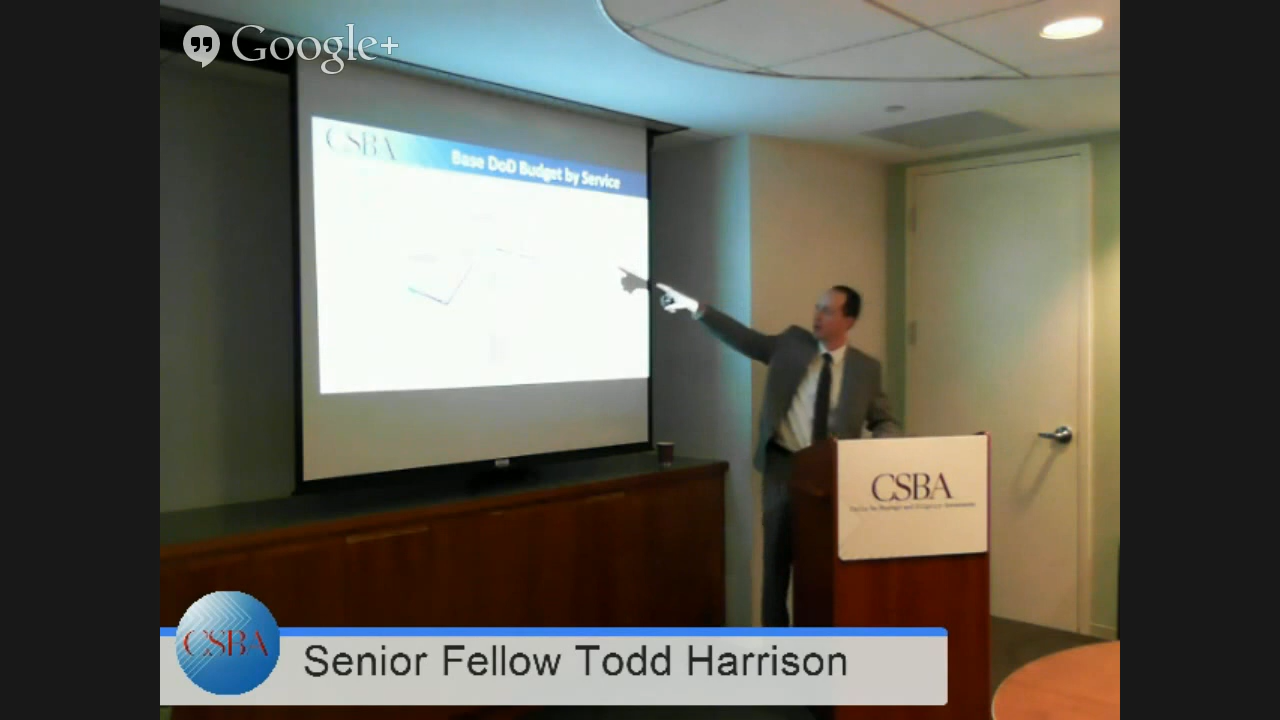 Google+
CSBA
Base DoD Budget by Service
CSBA
CSBA
Senior Fellow Todd Harrison